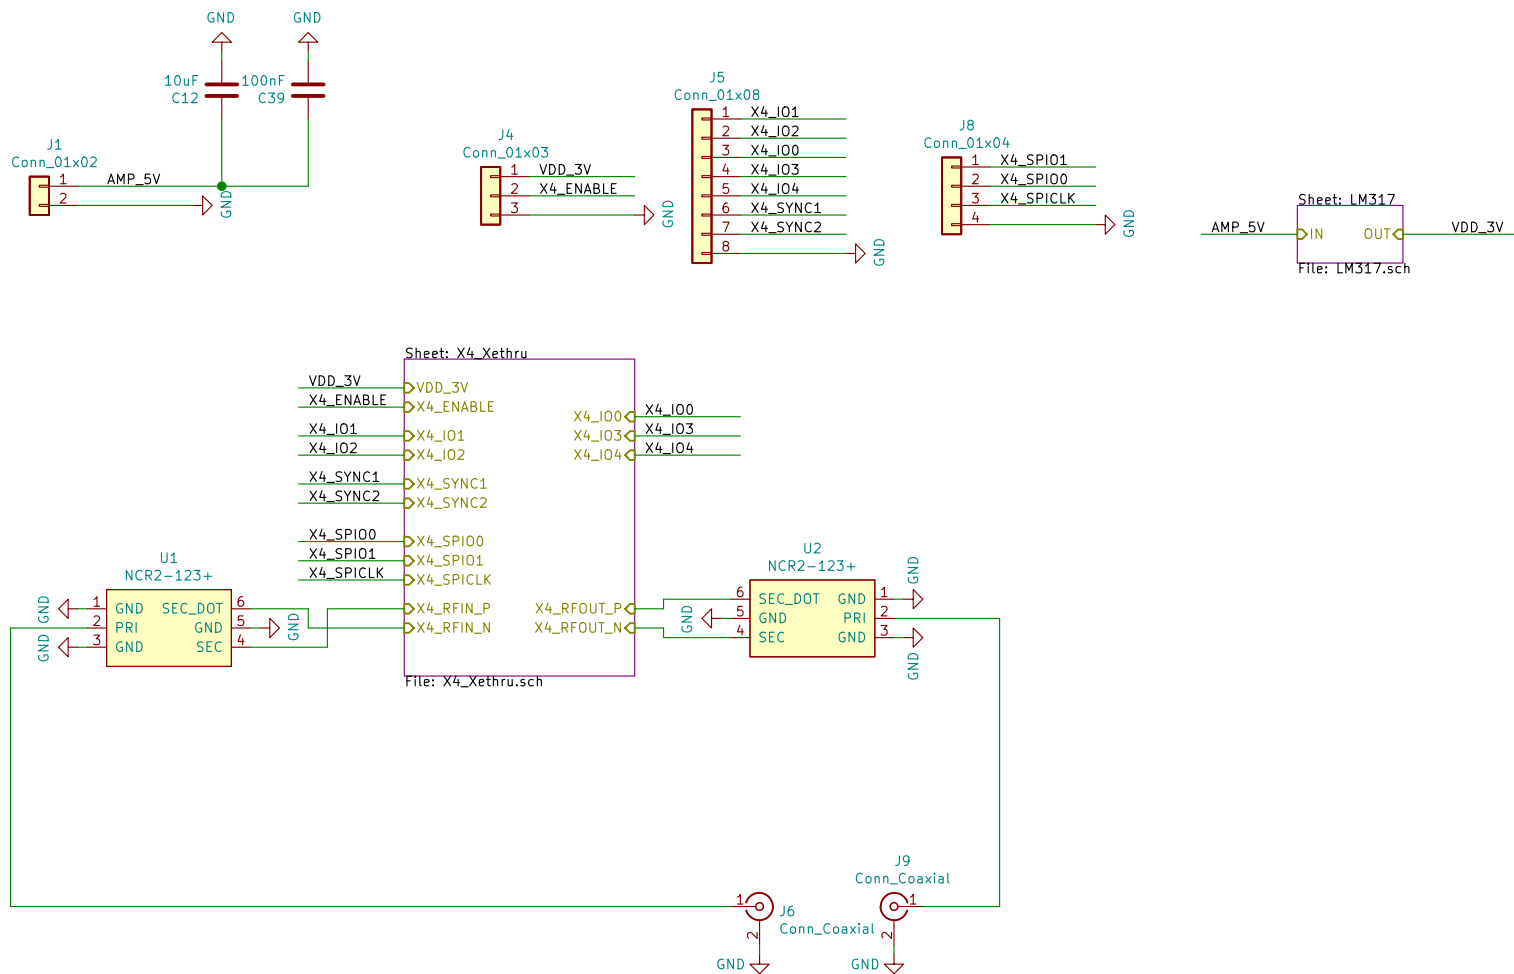 GND
GND
10uF
C12
100nF
C39
J1
Conn_01x02
1
2
AMP_5V
GND
J4
Conn_01x03
1
2
3
VDD_3V
X4_ENABLE
GND
J5
Conn_01x08
1
2
3
4
5
6
7
8
X4_IO1
X4_IO2
X4_IO0
X4_IO3
X4_IO4
X4_SYNC1
X4_SYNC2
GND
J8
Conn_01x04
1
2
3
4
X4_SPIO1
X4_SPIO0
X4_SPICLK
GND
Sheet: LM317
AMP_5V
IN
OUT
VDD_3V
File: LM317.sch
Sheet: X4_Xethru
VDD_3V
X4_ENABLE
X4_IO1
X4_IO2
X4_SYNC1
X4_SYNC2
X4_SPIO0
X4_SPIO1
X4_SPICLK
VDD_3V
X4_ENABLE
X4_IO1
X4_IO2
X4_SYNC1
X4_SYNC2
X4_SPIO0
X4_SPIO1
X4_SPICLK
X4_RFIN_P
X4_RFIN_N
X4_IO0
X4_IO3
X4_IO4
X4_RFOUT_P
X4_RFOUT_N
X4_IO0
X4_IO3
X4_IO4
File: X4_Xethru.sch
U1
NCR2-123+
GND
GND
1
2
3
GND
PRI
GND
SEC_DOT
GND
SEC
6
5
4
GND
U2
NCR2-123+
GND
6
5
4
SEC_DOT
GND
SEC
GND
PRI
GND
1
2
3
GND
GND
J6
Conn_Coaxial
1
2
GND
J9
Conn_Coaxial
1
2
GND